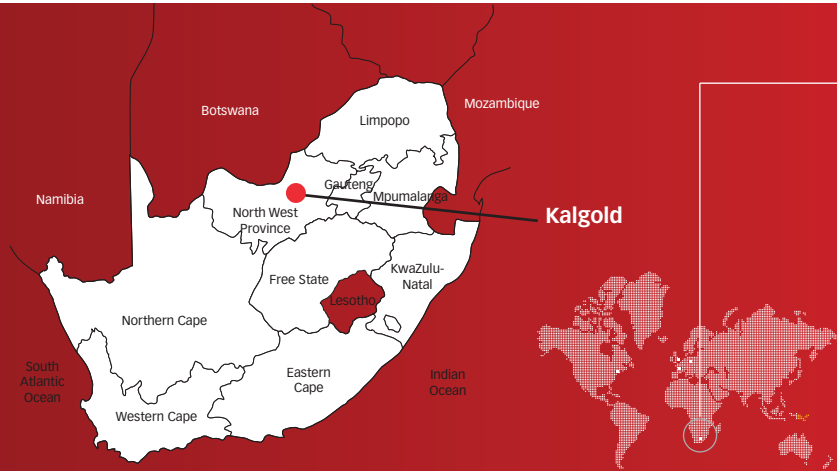 Botswana
Mozambique
Limpopo
Namibia
Gauteng
Mpumalanga
North West
Province
Kalgold
Free State
KwaZulu-
Natal
Lesotho
Northern Cape
South
Atlantic
Ocean
Eastern
Cape
Indian
Ocean
Western Cape